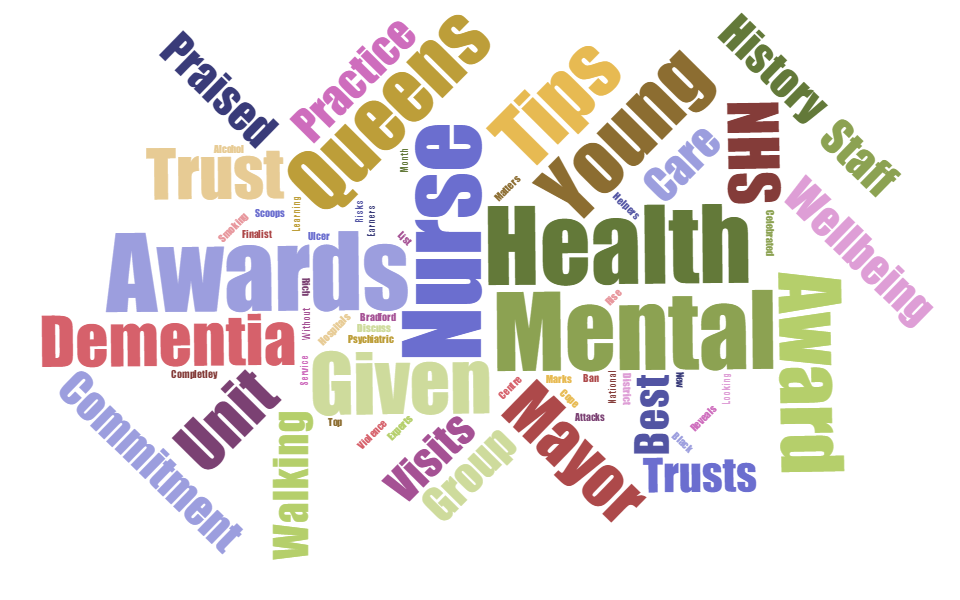 Praised
Practice
Queens
Tips
Young
History
Staff
NHS
Care
Trust
Alcohol
Nurse
Month
Matters
Helpers
Wellbeing
Smoking
Scoops
Learning
Risks
Earners
Finalist
Ulcer
List
Health
Celebrated
Awards
Rich
Mental
Rise
Award
Dementia
Without
Hospitals
Bradford
Discuss
Psychiatric
Completley
Service
Given
Centre
Marks
Cope
Ban
National
District
Best
Now
Looking
Commitment
Unit
Walking
Top
Violence
Experts
Visits
Group
Mayor
Attacks
Reveals
Black
Trusts